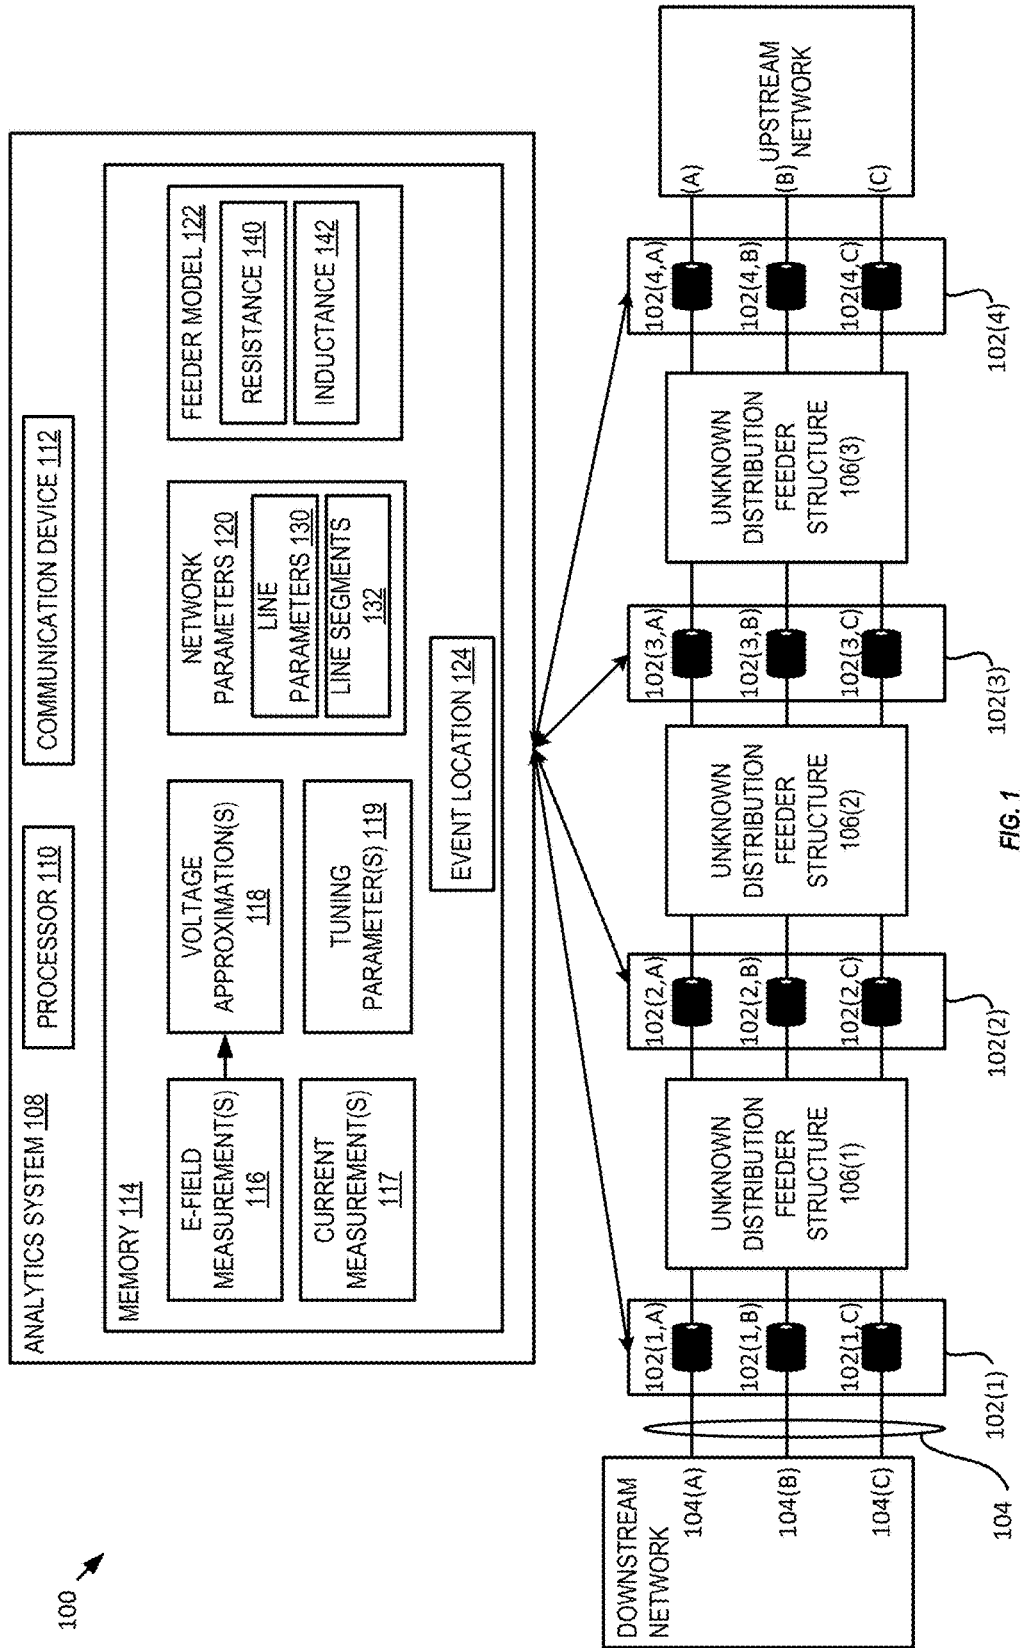 100
ANALYTICS SYSTEM 108
PROCESSOR 110
COMMUNICATION DEVICE 112
MEMORY 114
E-FIELD
MEASUREMENT(S)
116
VOLTAGE
APPROXIMATION(S)
118
NETWORK
PARAMETERS 120
LINE
PARAMETERS 130
LINE SEGMENTS
132
FEEDER MODEL 122
RESISTANCE 140
INDUCTANCE 142
CURRENT
MEASUREMENT(S)
117
TUNING
PARAMETER(S) 119
EVENT LOCATION 124
DOWNSTREAM
NETWORK
104(A)
104(B)
104(C)
104
102(1,A)
102(1,B)
102(1,C)
102(1)
UNKNOWN
DISTRIBUTION
FEEDER
STRUCTURE
106(1)
102(2,A)
102(2,B)
102(2,C)
102(2)
UNKNOWN
DISTRIBUTION
FEEDER
STRUCTURE
106(2)
102(3,A)
102(3,B)
102(3,C)
102(3)
UNKNOWN
DISTRIBUTION
FEEDER
STRUCTURE
106(3)
102(4,A)
102(4,B)
102(4,C)
102(4)
(A)
(B)
(C)
UPSTREAM
NETWORK
FIG. 1